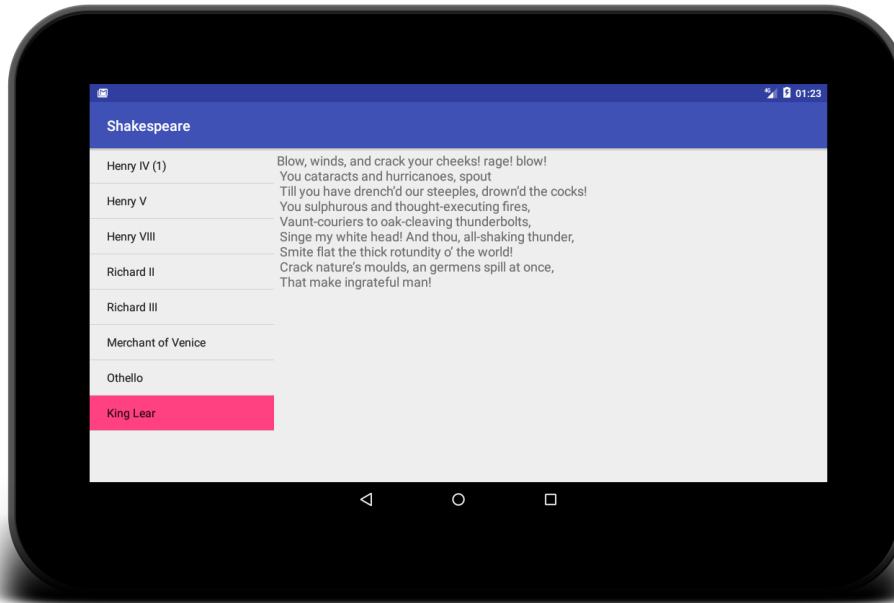 4G 01:23
Shakespeare
Henry IV (1)
Henry V
Henry VIII
Richard II
Richard III
Merchant of Venice
Othello
King Lear
Blow, winds, and crack your cheeks! rage! blow!
You cataracts and hurricanoes, spout
Till you have drench’d our steeples, drown’d the cocks!
You sulphurous and thought-executing fires,
Vaunt-couriers to oak-cleaving thunderbolts,
Singe my white head! And thou, all-shaking thunder,
Smite flat the thick rotundity o’ the world!
Crack nature’s moulds, an germens spill at once,
That make ingrateful man!